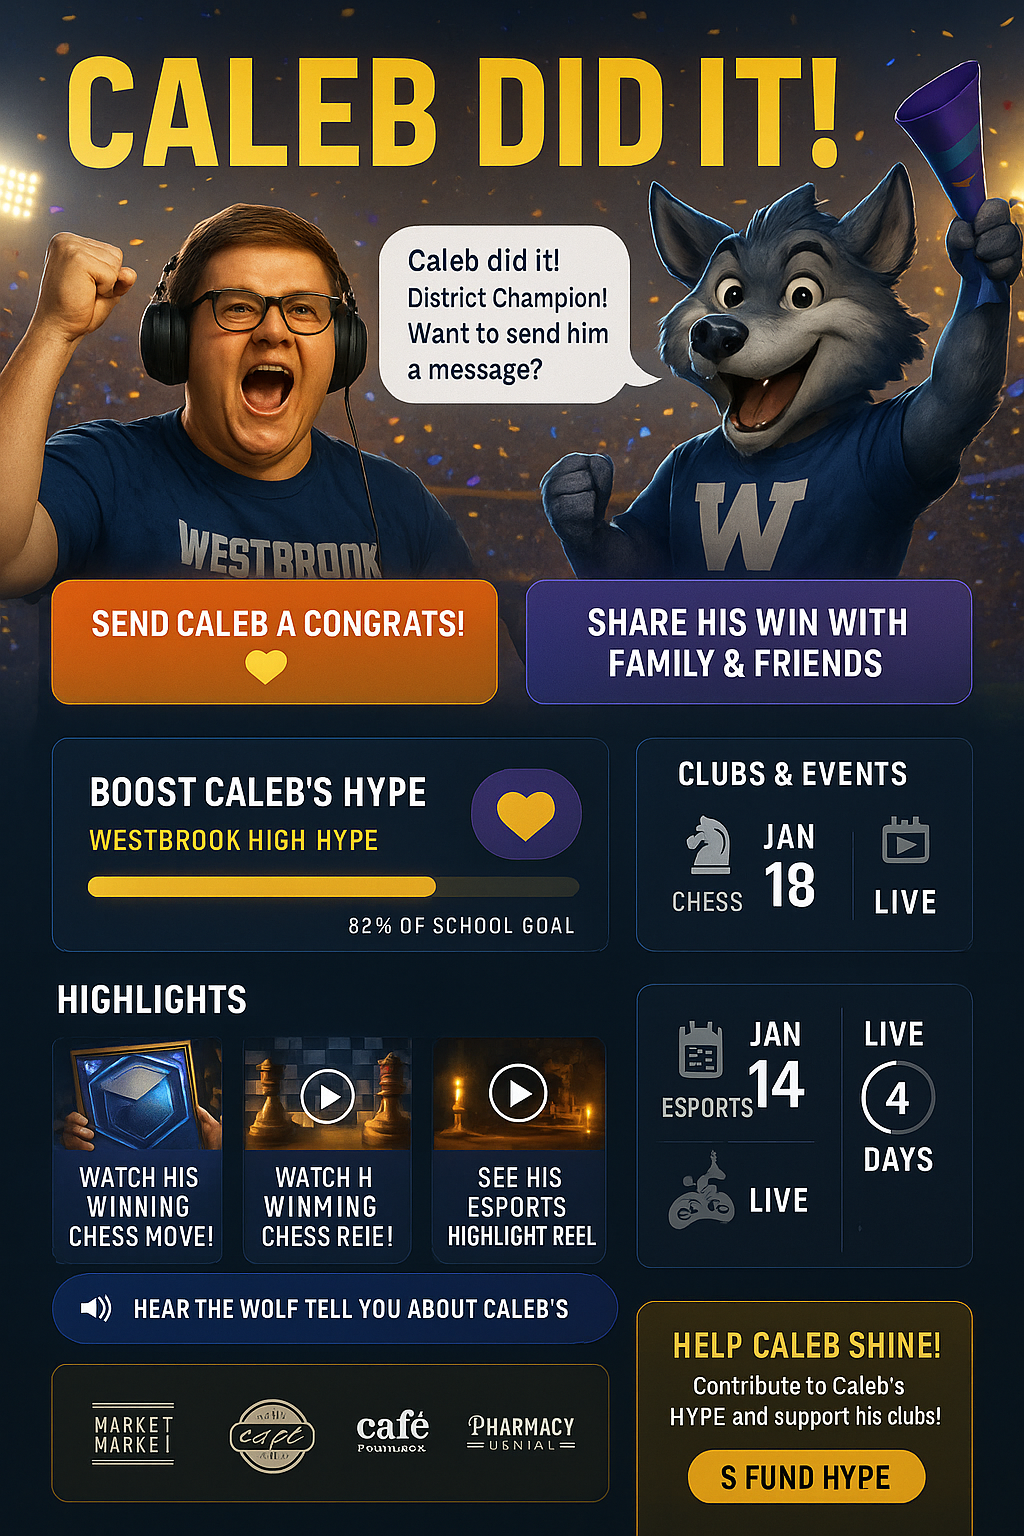 CALEB DID IT!
Caleb did it!
District Champion!
Want to send him
a message?
WESTBROOK
W
SEND CALEB A CONGRATS!
SHARE HIS WIN WITH
FAMILY & FRIENDS
BOOST CALEB'S HYPE
WESTBROOK HIGH HYPE
82% OF SCHOOL GOAL
CLUBS & EVENTS
CHESS
JAN
18
LIVE
HIGHLIGHTS
WATCH HIS
WINNING
CHESS MOVE!
WATCH H
WINMING
CHESS REIE!
SEE HIS
ESPORTS
HIGHLIGHT REEL
ESPORTS
JAN
14
LIVE
4
DAYS
LIVE
HEAR THE WOLF TELL YOU ABOUT CALEB'S
MARKET
MARKEI
capt
café
PHARMACY
USNIAL
HELP CALEB SHINE!
Contribute to Caleb's
HYPE and support his clubs!
S FUND HYPE